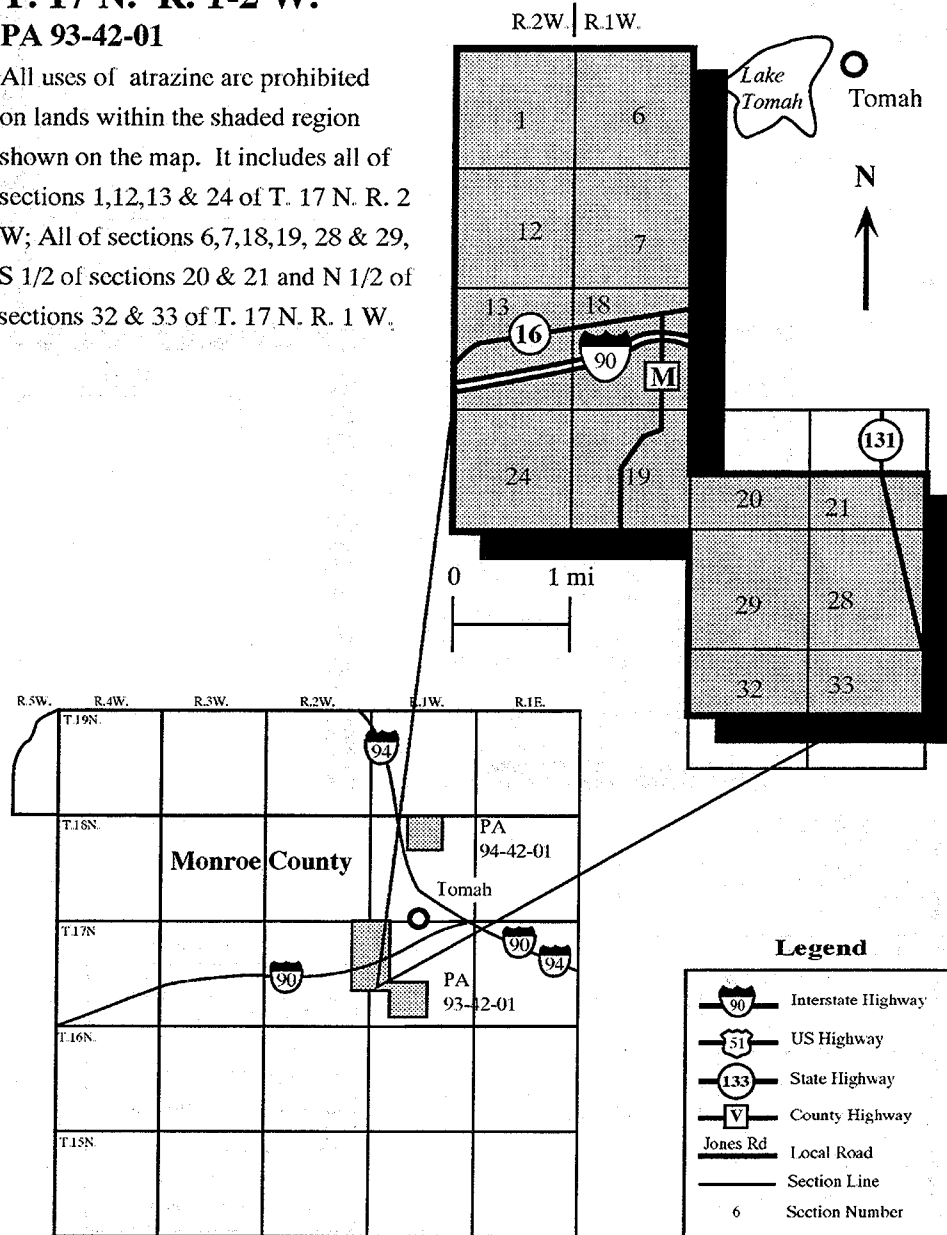 T. 17 N. R. 1-2 W.
PA 93-42-01
All uses of atrazine are prohibited
on lands within the shaded region
shown on the map. It includes all of
sections 1,12,13 & 24 of T. 17 N. R. 2
W; All of sections 6,7,18,19, 28 & 29,
S 1/2 of sections 20 & 21 and N 1/2 of
sections 32 & 33 of T. 17 N. R. 1 W.
R.2W. R.1W.
Lake
Tomah
Tomah
N
1
6
12
7
13
18
16
90
M
24
19
131
20
21
29
28
32
33
0 1 mi
R.5W. R.4W. R.3W. R.2W. R.1W. R.1E.
T.19N.
94
T.18N.
PA
94-42-01
Monroe County
Tomah
T.17N
90
90
94
PA
93-42-01
T.16N.
T.15N.
Legend
90 Interstate Highway
51 US Highway
133 State Highway
V County Highway
Jones Rd Local Road
Section Line
6 Section Number